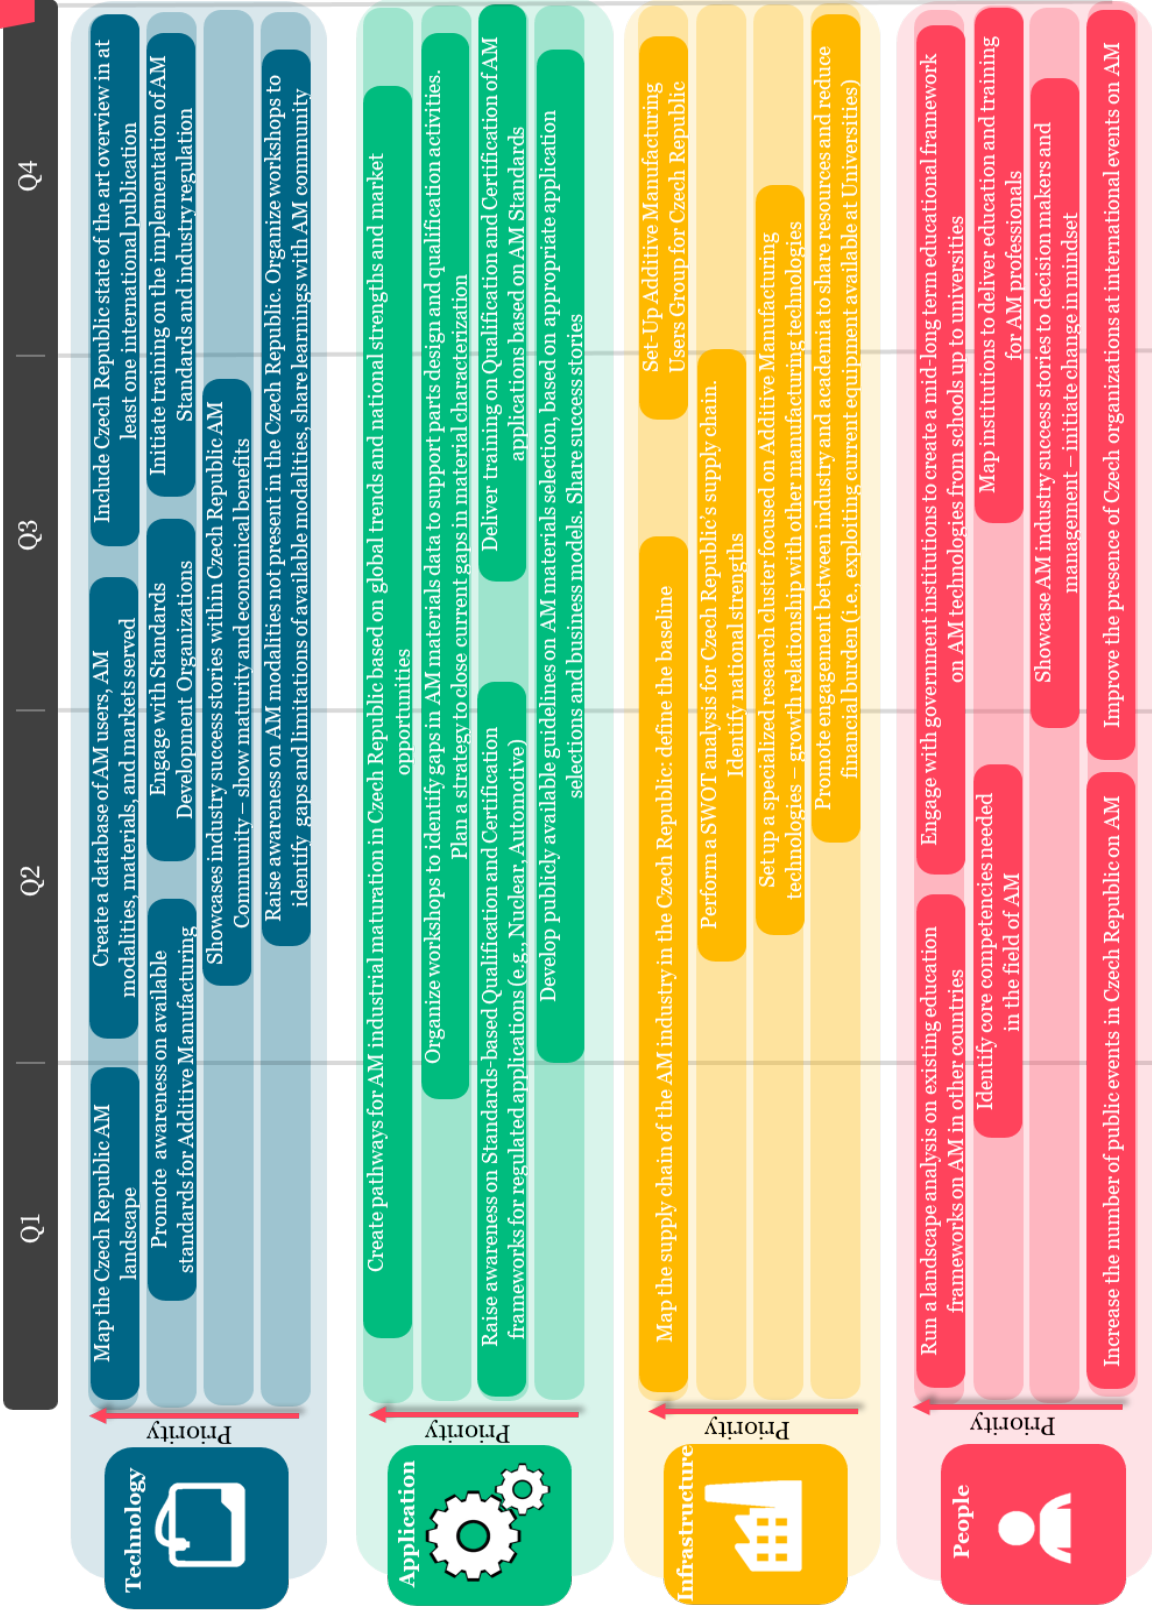 Q1
Q2
Q3
Q4
Technology
Priority
Map the Czech Republic AM
landscape
Create a database of AM users, AM
modalities, materials, and markets served
Include Czech Republic state of the art overview in at
least one international publication
Promote awareness on available
standards for Additive Manufacturing
Engage with Standards
Development Organizations
Initiate training on the implementation of AM
Standards and industry regulation
Showcases industry success stories within Czech Republic AM
Community – show maturity and economical benefits
Raise awareness on AM modalities not present in the Czech Republic. Organize workshops to
identify gaps and limitations of available modalities, share learnings with AM community
Application
Priority
Create pathways for AM industrial maturation in Czech Republic based on global trends and national strengths and market
opportunities
Organize workshops to identify gaps in AM materials data to support parts design and qualification activities.
Plan a strategy to close current gaps in material characterization
Raise awareness on Standards-based Qualification and Certification
frameworks for regulated applications (e.g., Nuclear, Automotive)
Deliver training on Qualification and Certification of AM
applications based on AM Standards
Develop publicly available guidelines on AM materials selection, based on appropriate application
selections and business models. Share success stories
Infrastructure
Priority
Map the supply chain of the AM industry in the Czech Republic: define the baseline
Set-Up Additive Manufacturing
Users Group for Czech Republic
Perform a SWOT analysis for Czech Republic's supply chain.
Identify national strengths
Set up a specialized research cluster focused on Additive Manufacturing
technologies – growth relationship with other manufacturing technologies
Promote engagement between industry and academia to share resources and reduce
financial burden (i.e., exploiting current equipment available at Universities)
People
Priority
Run a landscape analysis on existing education
frameworks on AM in other countries
Engage with government institutions to create a mid-long term educational framework
on AM technologies from schools up to universities
Identify core competencies needed
in the field of AM
Map institutions to deliver education and training
for AM professionals
Showcase AM industry success stories to decision makers and
management – initiate change in mindset
Increase the number of public events in Czech Republic on AM
Improve the presence of Czech organizations at international events on AM